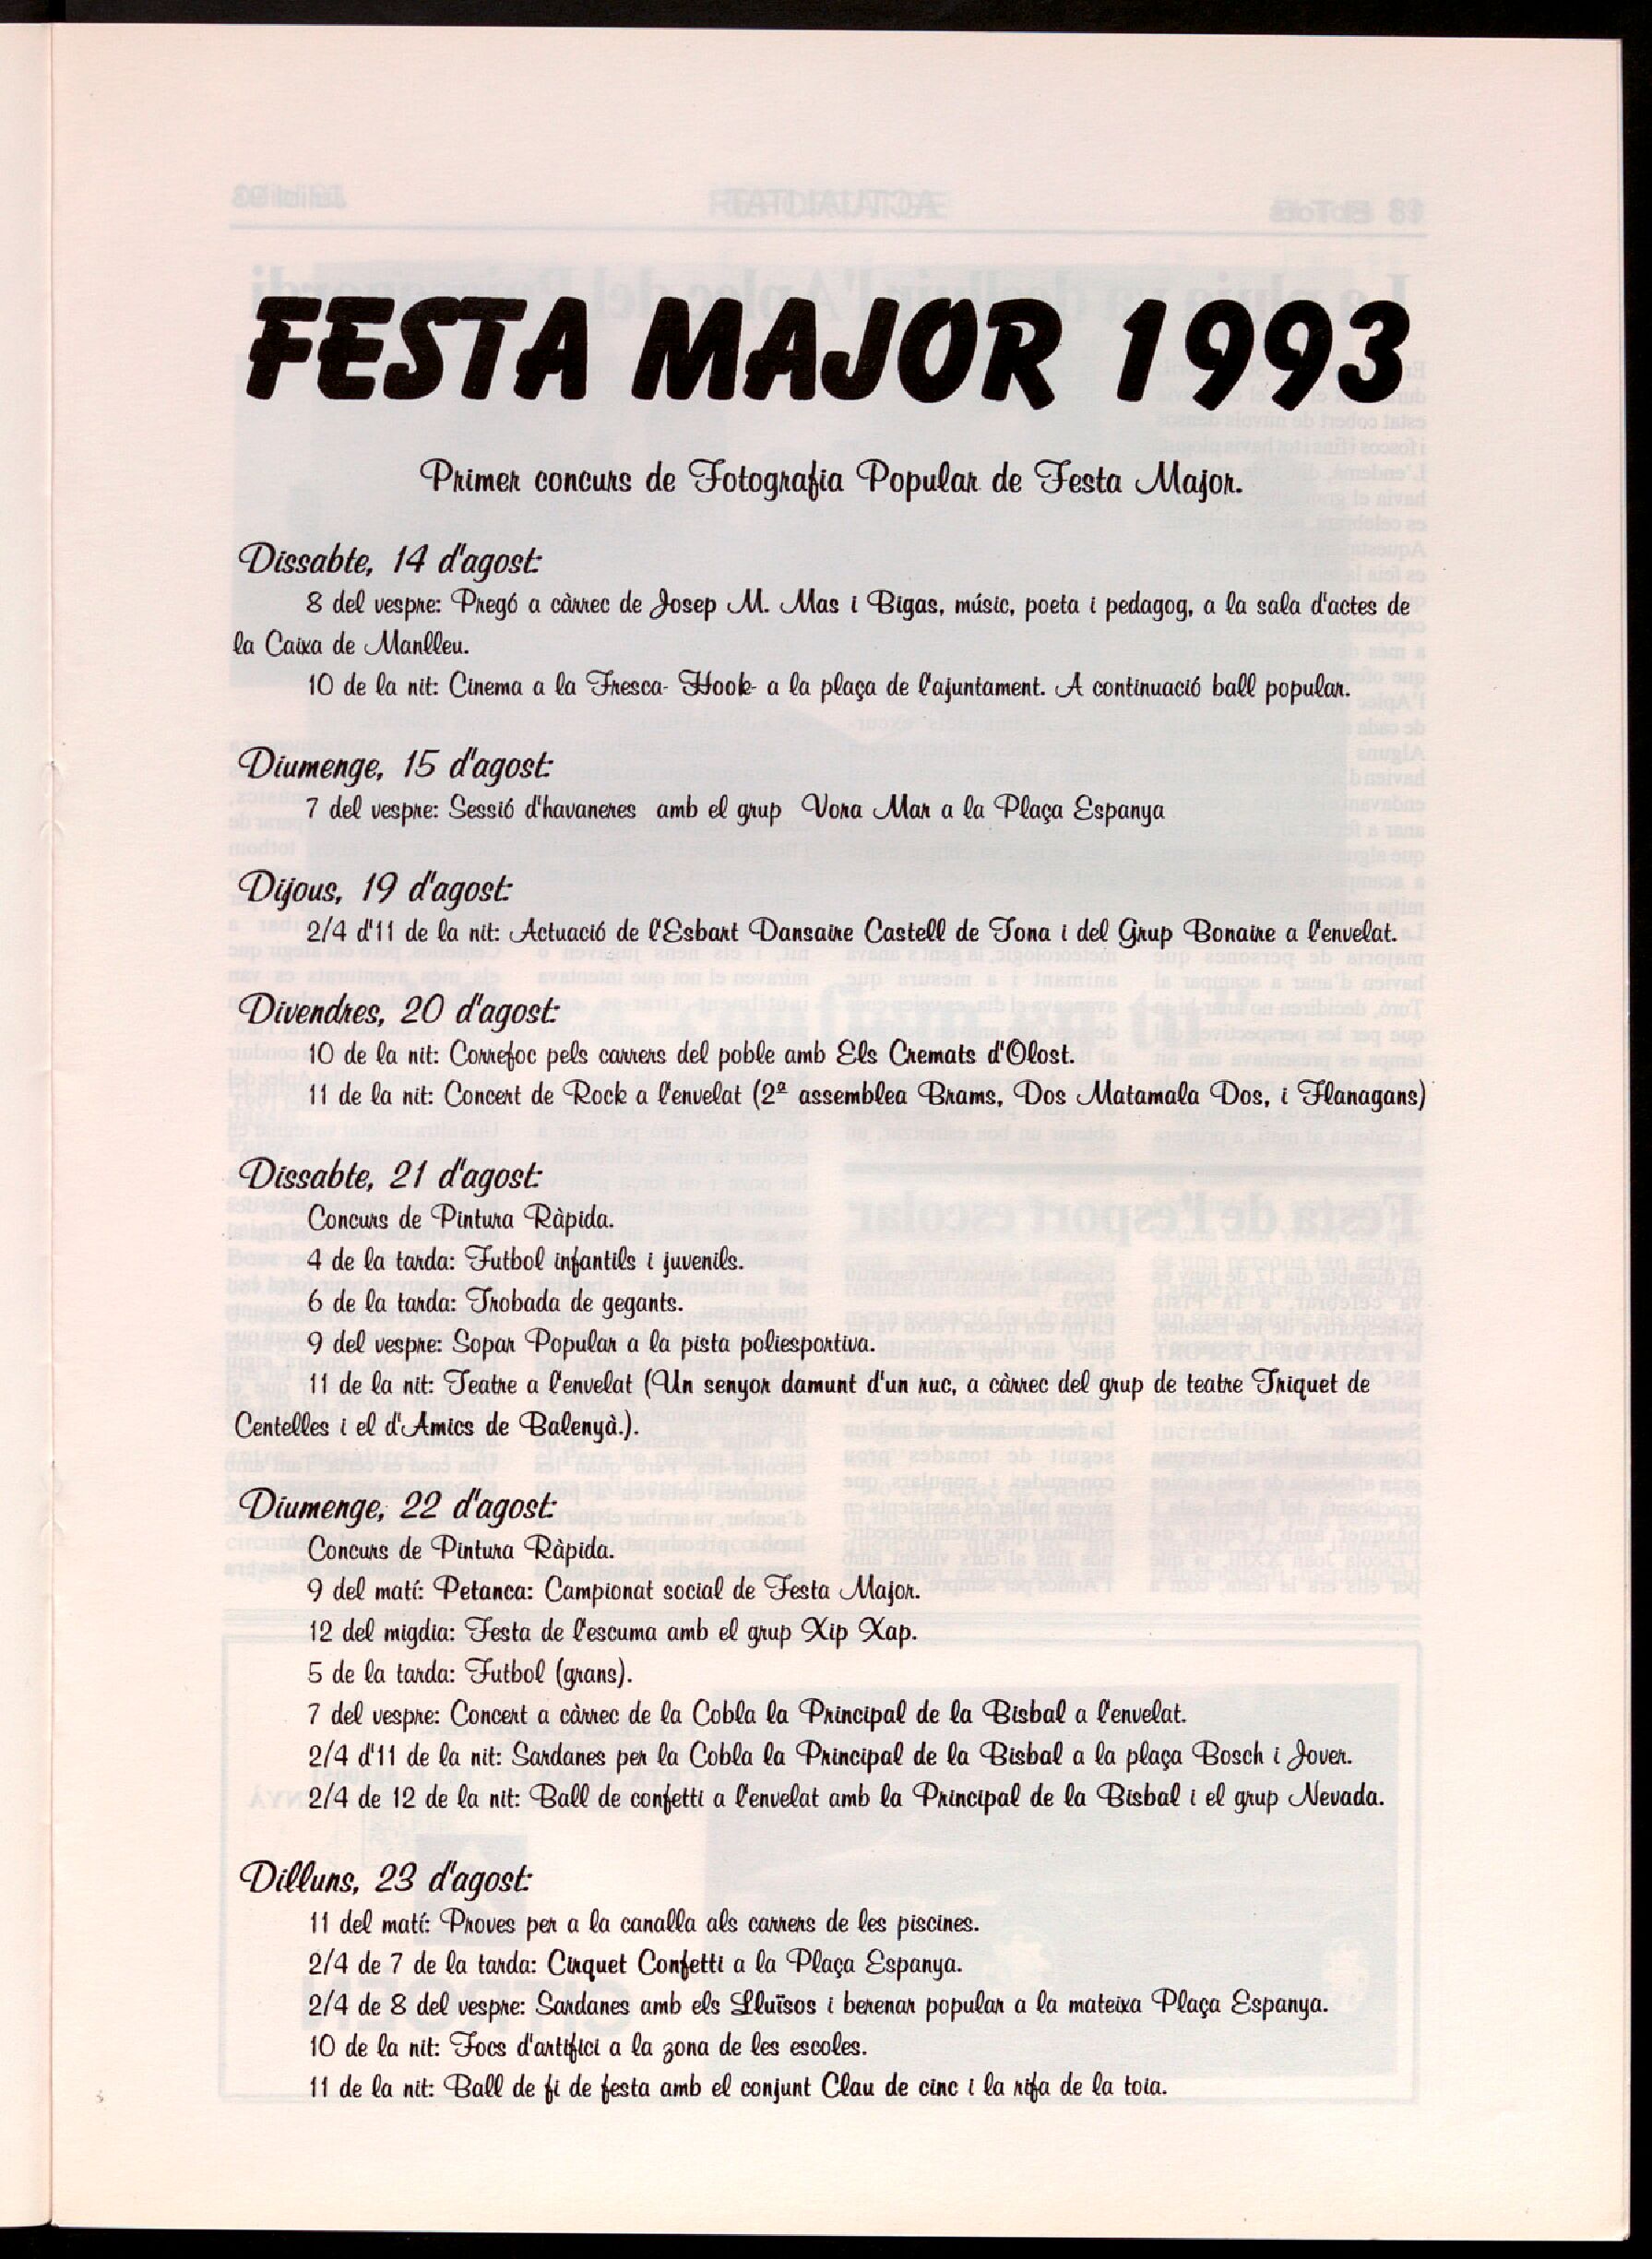 FESTA MAJOR 1993
Primer concurs de Fotografia Popular de Festa Major.
Dissabte, 14 d'agost:
8 del vespre: Pregó a càrrec de Josep M. Mas i Bigas, músic, poeta i pedagog, a la sala d'actes de
la Caixa de Manlleu.
10 de la nit: Cinema a la Fresca- Hook- a la plaça de l'ajuntament. A continuació ball popular.
Diumenge, 15 d'agost:
7 del vespre: Sessió d'havaneres amb el grup Vora Mar a la Plaça Espanya
Dijous, 19 d'agost:
2/4 d'11 de la nit: Actuació de l'Esbart Dansaire Castell de Tona i del Grup Bonaire a l'envelat.
Divendres, 20 d'agost:
10 de la nit: Correfoc pels carrers del poble amb Els Cremats d'Olost.
11 de la nit: Concert de Rock a l'envelat (2ª assemblea Brams, Dos Matamala Dos, i Flanagans)
Dissabte, 21 d'agost:
Concurs de Pintura Ràpida.
4 de la tarda: Futbol infantils i juvenils.
6 de la tarda: Trobada de gegants.
9 del vespre: Sopar Popular a la pista poliesportiva.
11 de la nit: Teatre a l'envelat (Un senyor damunt d'un ruc, a càrrec del grup de teatre Triquet de
Centelles i el d'Amics de Balenyà.).
Diumenge, 22 d'agost:
Concurs de Pintura Ràpida.
9 del matí: Petanca: Campionat social de Festa Major.
12 del migdia: Festa de l'escuma amb el grup Xip Xap.
5 de la tarda: Futbol (grans).
7 del vespre: Concert a càrrec de la Cobla la Principal de la Bisbal a l'envelat.
2/4 d'11 de la nit: Sardanes per la Cobla la Principal de la Bisbal a la plaça Bosch i Jover.
2/4 de 12 de la nit: Ball de confetti a l'envelat amb la Principal de la Bisbal i el grup Nevada.
Dilluns, 23 d'agost:
11 del matí: Proves per a la canalla als carrers de les piscines.
2/4 de 7 de la tarda: Cirquet Confetti a la Plaça Espanya.
2/4 de 8 del vespre: Sardanes amb els Lluïsos i berenar popular a la mateixa Plaça Espanya.
10 de la nit: Focs d'artifici a la zona de les escoles.
11 de la nit: Ball de fi de festa amb el conjunt Clau de cinc i la rifa de la toia.